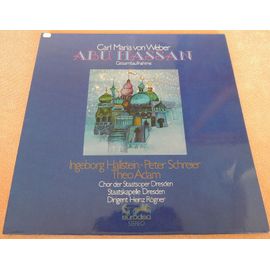 Carl Maria von Weber
ABU HASSAN
Gesamtaufnahme
Ingeborg Hallstein · Peter Schreier
Theo Adam
Chor der Staatsoper Dresden
Staatskapelle Dresden
Dirigent Heinz Rögner
eurodisc
STEREO